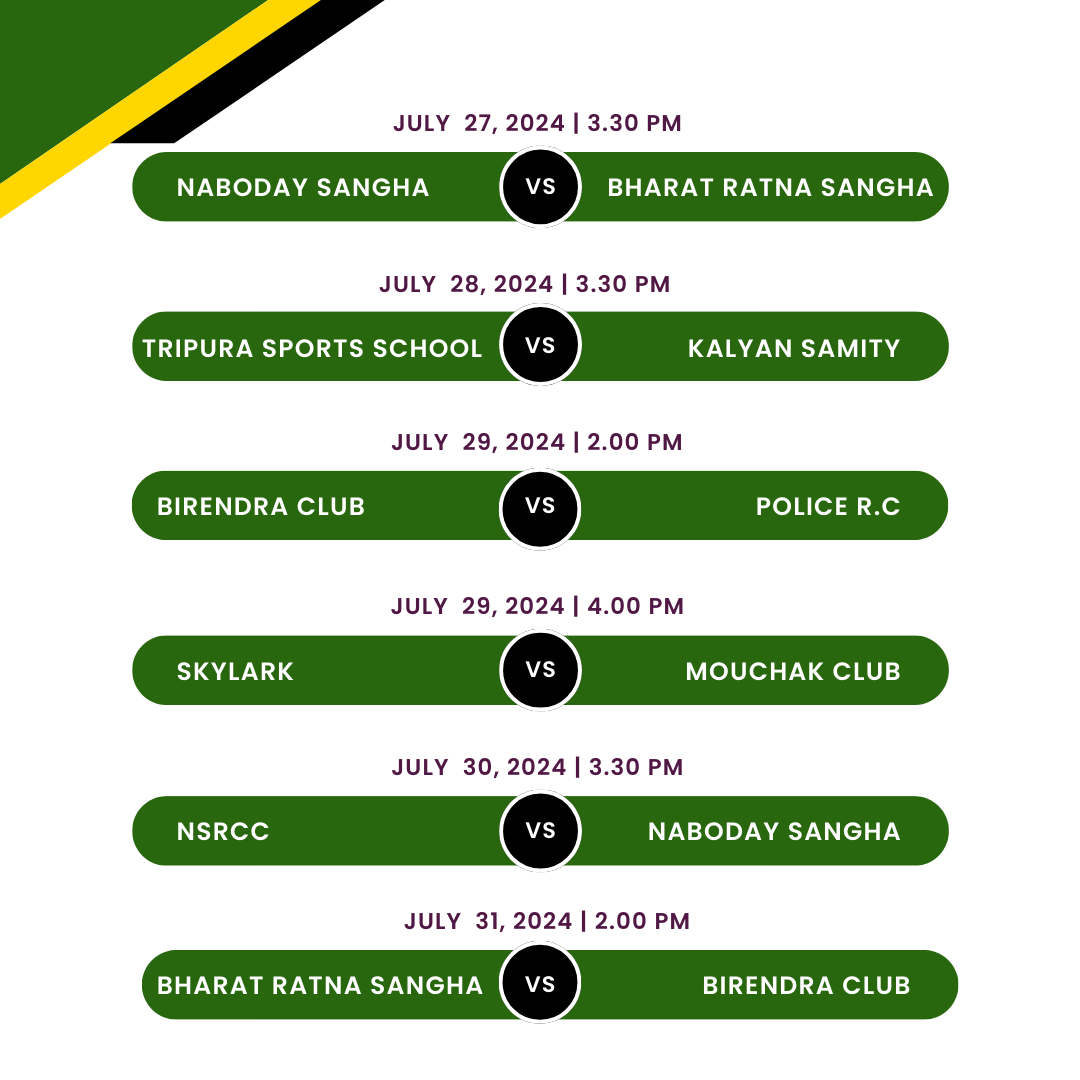 JULY 27, 2024 | 3.30 PM
NABODAY SANGHA VS BHARAT RATNA SANGHA
JULY 28, 2024 | 3.30 PM
TRIPURA SPORTS SCHOOL VS KALYAN SAMITY
JULY 29, 2024 | 2.00 PM
BIRENDRA CLUB VS POLICE R.C
JULY 29, 2024 | 4.00 PM
SKYLARK VS MOUCHAK CLUB
JULY 30, 2024 | 3.30 PM
NSRCC VS NABODAY SANGHA
JULY 31, 2024 | 2.00 PM
BHARAT RATNA SANGHA VS BIRENDRA CLUB